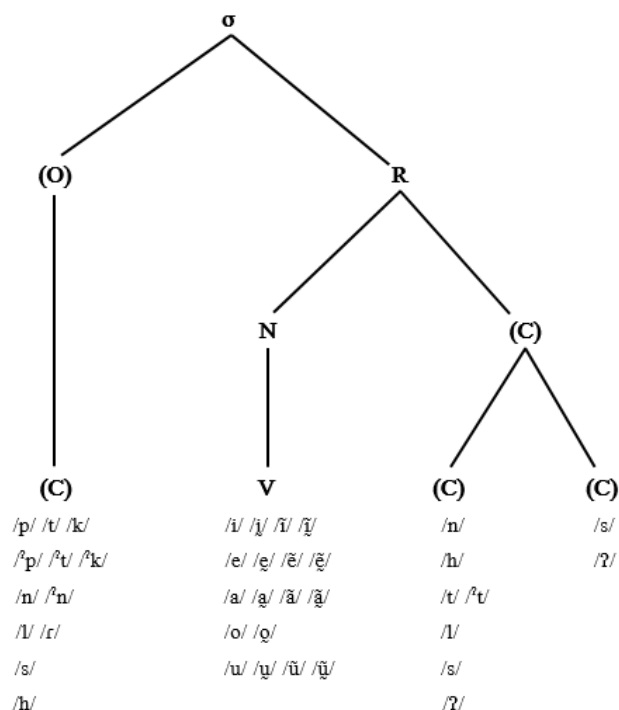 σ
(O) R
N (C)
(C) V (C) (C)
/p/ /t/ /k/ /i/ /ḭ/ /ĩ/ /ḭ̃/ /n/ /s/
/ˀp/ /ˀt/ /ˀk/ /e/ /ḛ/ /ẽ/ /ḛ̃/ /h/ /ʔ/
/n/ /ˀn/ /a/ /a̰/ /ã/ /ã̰/ /t/ /ˀt/
/l/ /ɾ/ /o/ /o̰/ /l/
/s/ /u/ /ṵ/ /ũ/ /ṵ̃/ /s/
/h/ /ʔ/